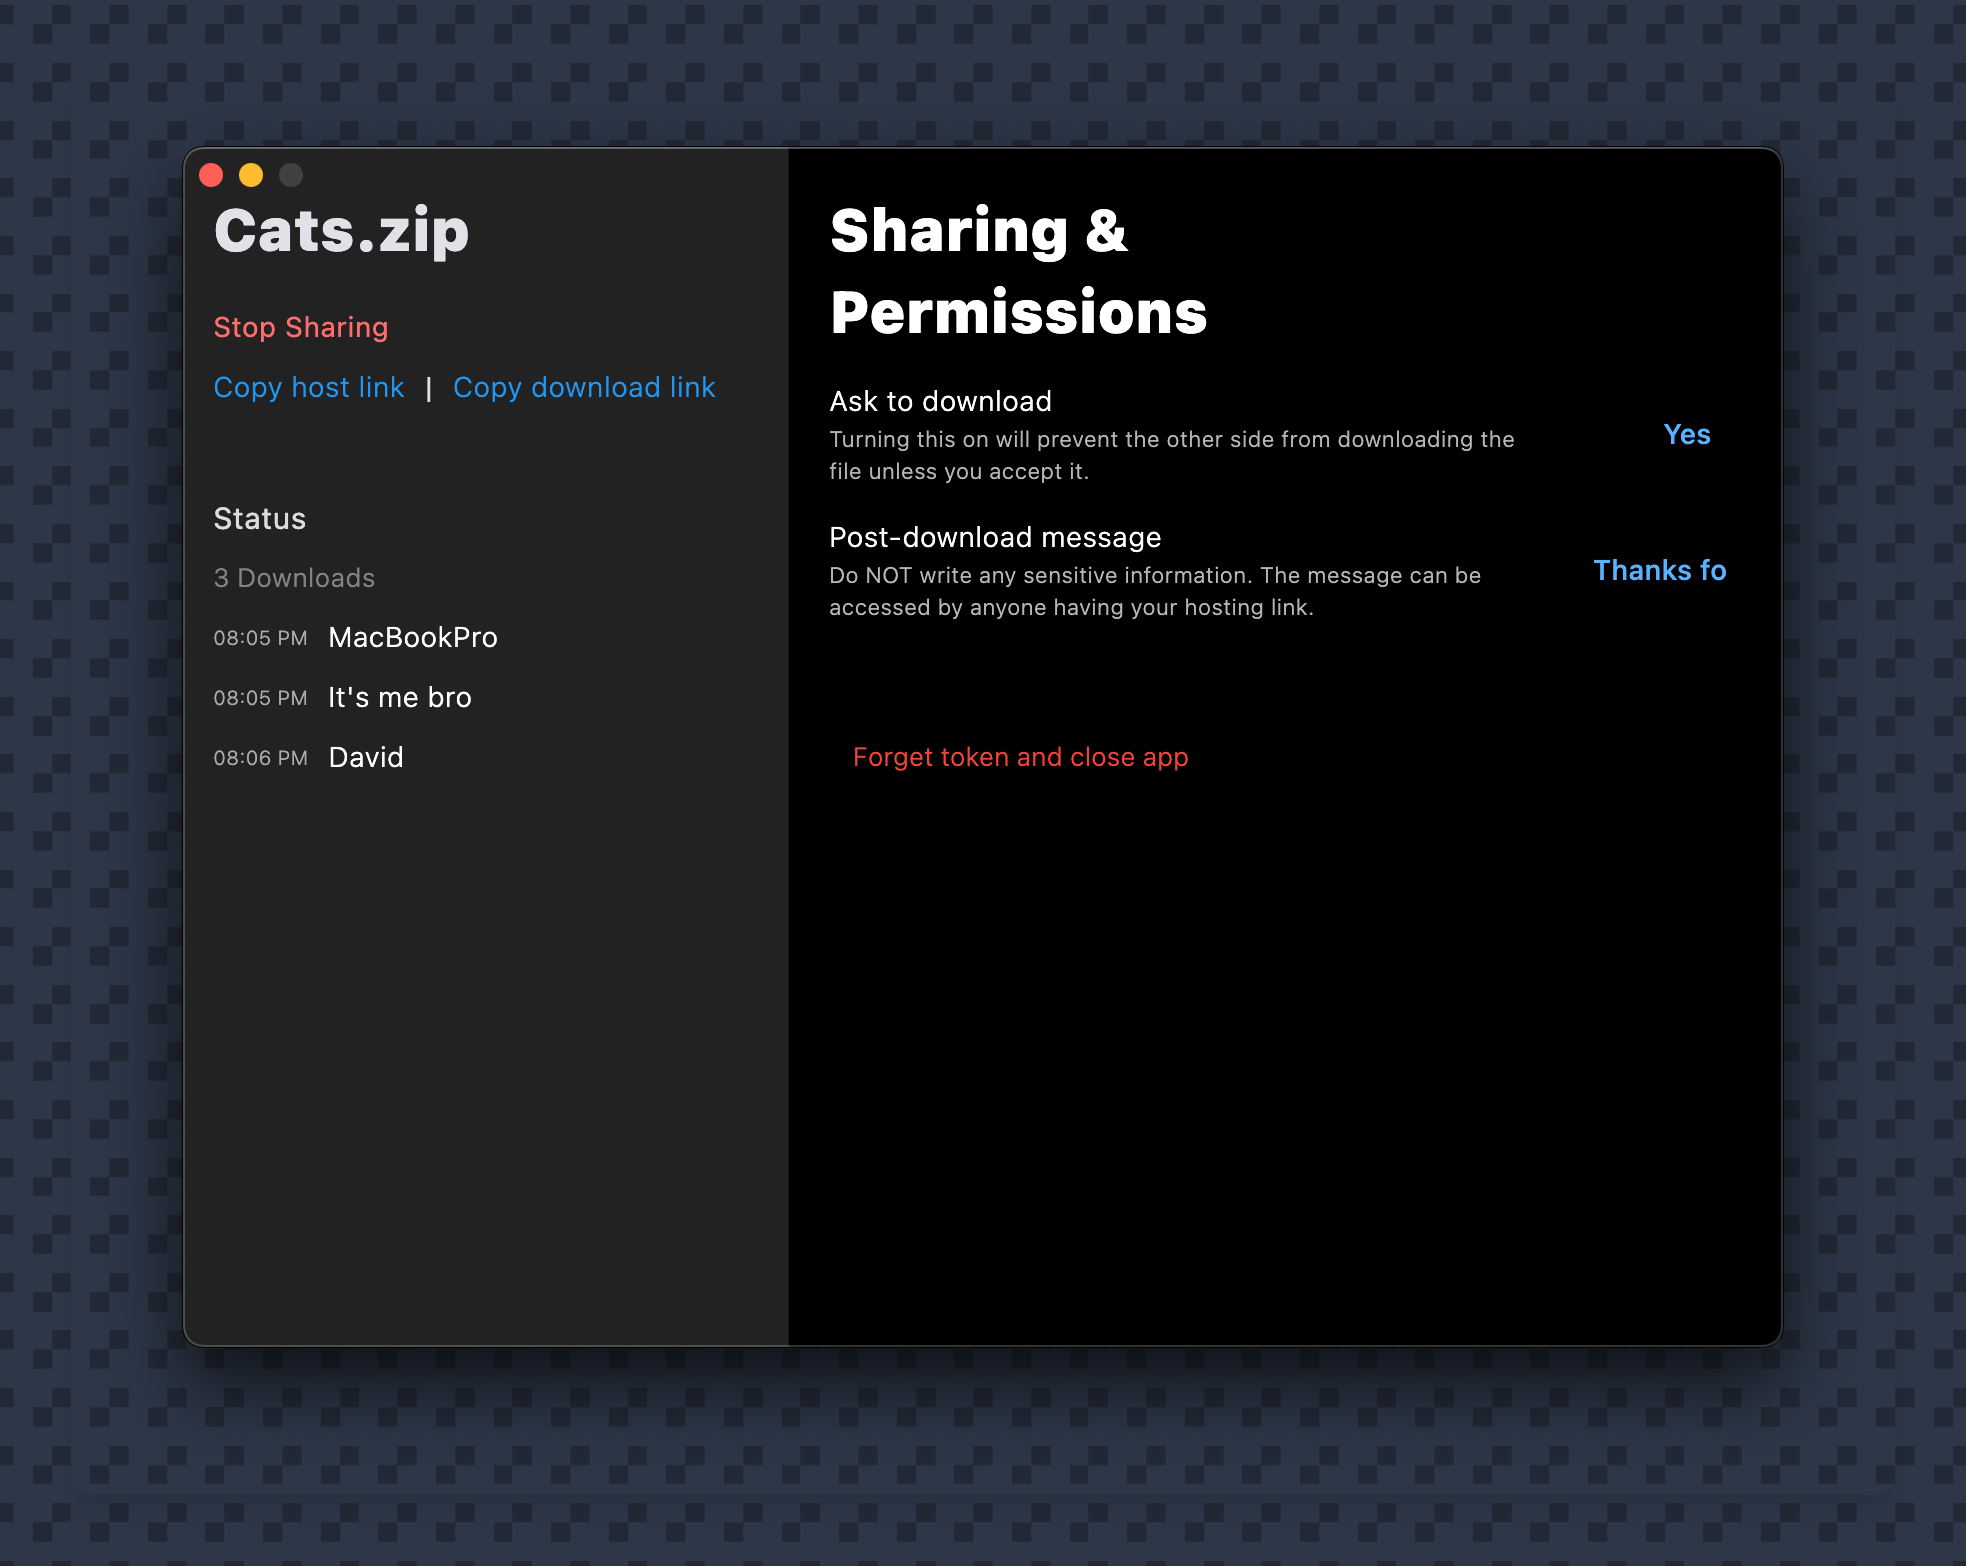 Cats.zip
Stop Sharing
Copy host link | Copy download link
Status
3 Downloads
08:05 PM MacBookPro
08:05 PM It's me bro
08:06 PM David
Sharing &
Permissions
Ask to download
Turning this on will prevent the other side from downloading the
file unless you accept it.
Yes
Post-download message
Do NOT write any sensitive information. The message can be
accessed by anyone having your hosting link.
Thanks fo
Forget token and close app